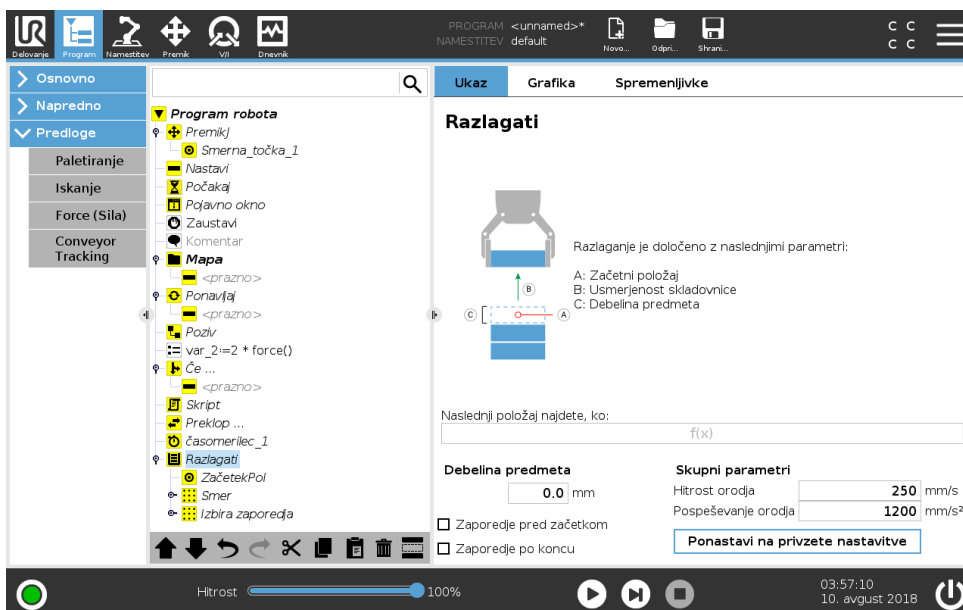 PROGRAM <unnamed>*
NAMESTITEV default
Delovanje Program Namestitev Premik V/I Dnevnik Novo... Odpri... Shrani...
C C
C C
Osnovno
Napredno
Predloge
Paletiranje
Iskanje
Force (Sila)
Conveyor
Tracking
Program robota
PremikJ
Smerna_točka_1
Nastavi
Počakaj
Pojavno okno
Zaustavi
Komentar
Mapa
<prazno>
Ponavljaj
<prazno>
Poziv
var_2:=2 * force()
Če ...
<prazno>
Skript
Preklop ...
časomerilec_1
Razlagati
ZačetekPol
Smer
Izbira zaporedja
Ukaz Grafika Spremenljivke
Razlagati
Razlaganje je določeno z naslednjimi parametri:
A: Začetni položaj
B: Usmerjenost skladovnice
C: Debelina predmeta
B
C
A
Naslednji položaj najdete, ko:
f(x)
Debelina predmeta
0.0 mm
Zaporedje pred začetkom
Zaporedje po koncu
Skupni parametri
Hitrost orodja 250 mm/s
Pospeševanje orodja 1200 mm/s²
Ponastavi na privzete nastavitve
Hitrost 100%
03:57:10
10. avgust 2018